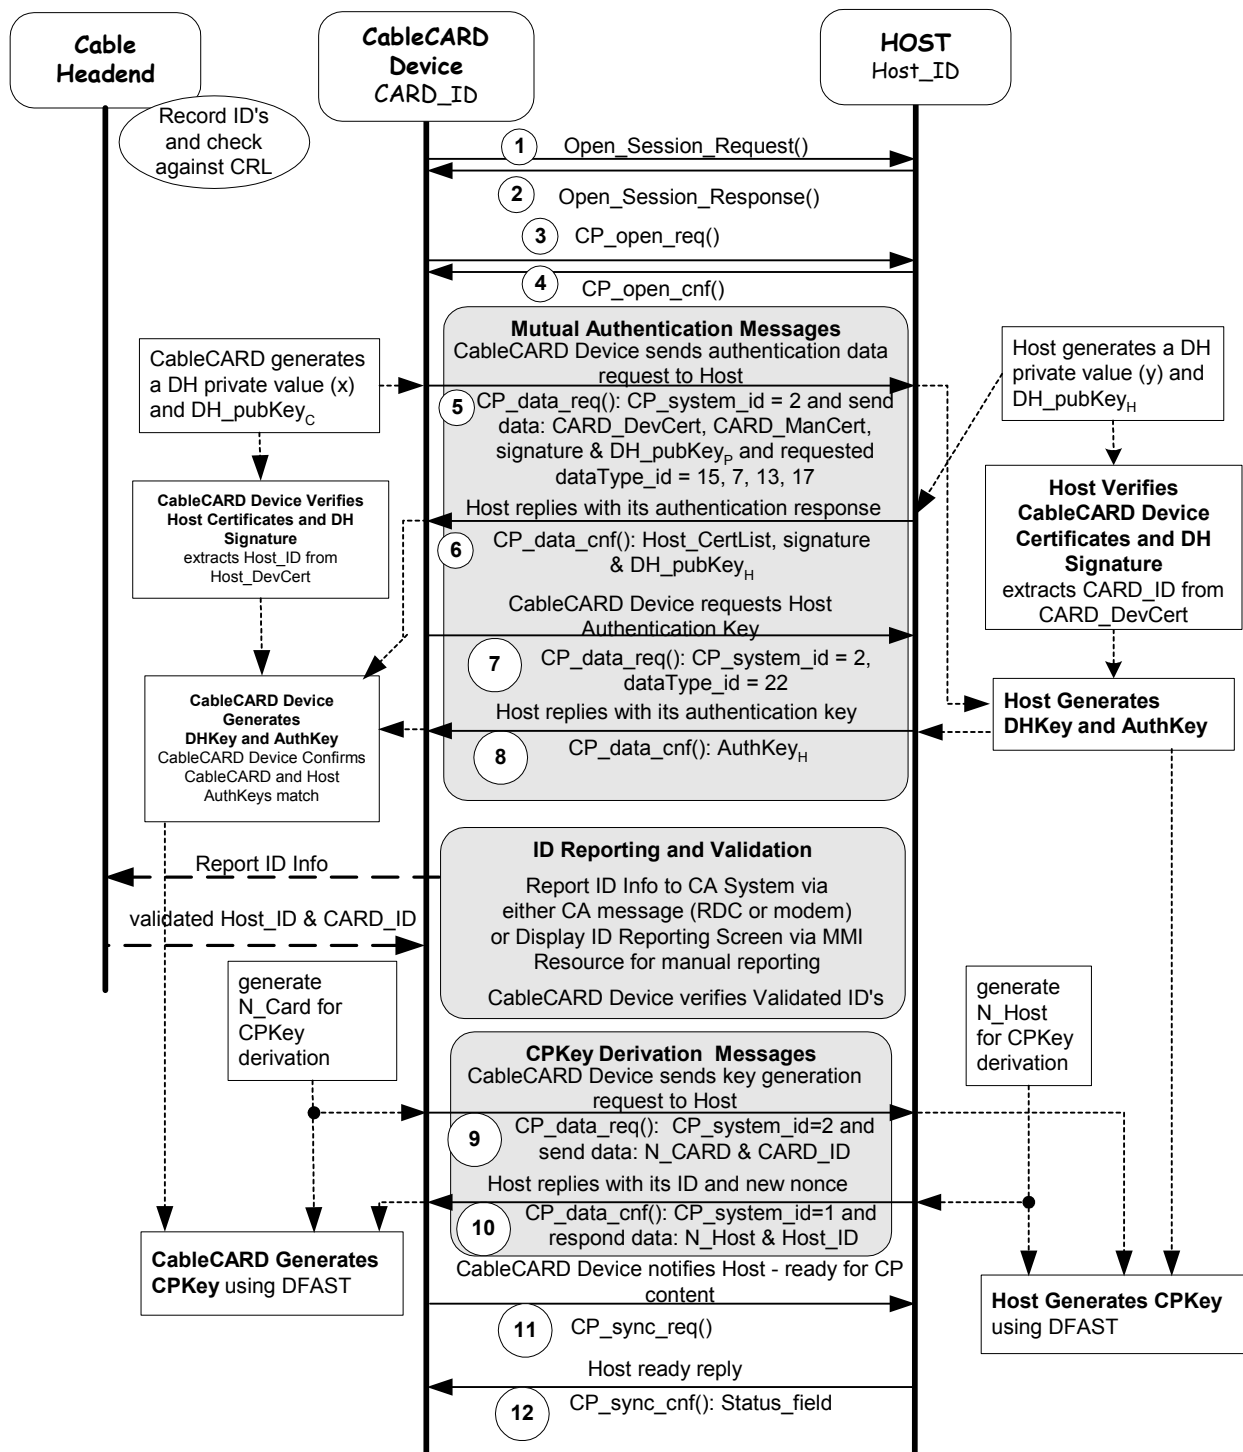 Cable
Headend
CableCARD
Device
CARD_ID
HOST
Host_ID
Record ID's
and check
against CRL
1
Open_Session_Request()
2
Open_Session_Response()
3
CP_open_req()
4
CP_open_cnf()
Mutual Authentication Messages
CableCARD Device sends authentication data
request to Host
5
CP_data_req(): CP_system_id = 2 and send
data: CARD_DevCert, CARD_ManCert,
signature & DH_pubKeyP and requested
dataType_id = 15, 7, 13, 17
Host replies with its authentication response
6
CP_data_cnf(): Host_CertList, signature
& DH_pubKeyH
CableCARD Device requests Host
Authentication Key
7
CP_data_req(): CP_system_id = 2,
dataType_id = 22
Host replies with its authentication key
8
CP_data_cnf(): AuthKeyH
CableCARD generates
a DH private value (x)
and DH_pubKeyC
CableCARD Device Verifies
Host Certificates and DH
Signature
extracts Host_ID from
Host_DevCert
CableCARD Device
Generates
DHKey and AuthKey
CableCARD Device Confirms
CableCARD and Host
AuthKeys match
Host generates a DH
private value (y) and
DH_pubKeyH
Host Verifies
CableCARD Device
Certificates and DH
Signature
extracts CARD_ID from
CARD_DevCert
Host Generates
DHKey and AuthKey
Report ID Info
validated Host_ID & CARD_ID
ID Reporting and Validation
Report ID Info to CA System via
either CA message (RDC or modem)
or Display ID Reporting Screen via MMI
Resource for manual reporting
CableCARD Device verifies Validated ID's
generate
N_Card for
CPKey
derivation
generate
N_Host
for CPKey
derivation
CPKey Derivation  Messages
CableCARD Device sends key generation
request to Host
9
CP_data_req():  CP_system_id=2 and
send data: N_CARD & CARD_ID
Host replies with its ID and new nonce
10
CP_data_cnf(): CP_system_id=1 and
respond data: N_Host & Host_ID
CableCARD Generates
CPKey using DFAST
Host Generates CPKey
using DFAST
CableCARD Device notifies Host - ready for CP
content
11
CP_sync_req()
Host ready reply
12
CP_sync_cnf(): Status_field